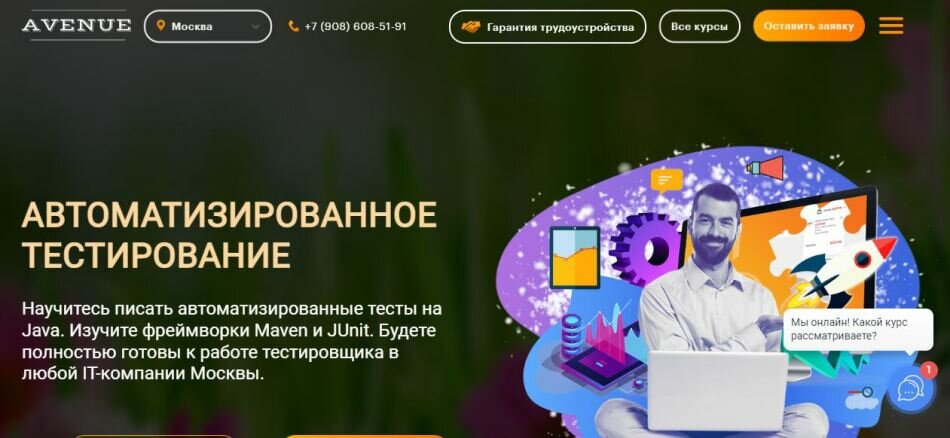 AVENUE
Москва
+7 (908) 608-51-91
Гарантия трудоустройства
Все курсы
Оставить заявку
АВТОМАТИЗИРОВАННОЕ
ТЕСТИРОВАНИЕ
Научитесь писать автоматизированные тесты на
Java. Изучите фреймворки Maven и JUnit. Будете
полностью готовы к работе тестировщика в
любой IT-компании Москвы.
Мы онлайн! Какой курс
рассматриваете?
1